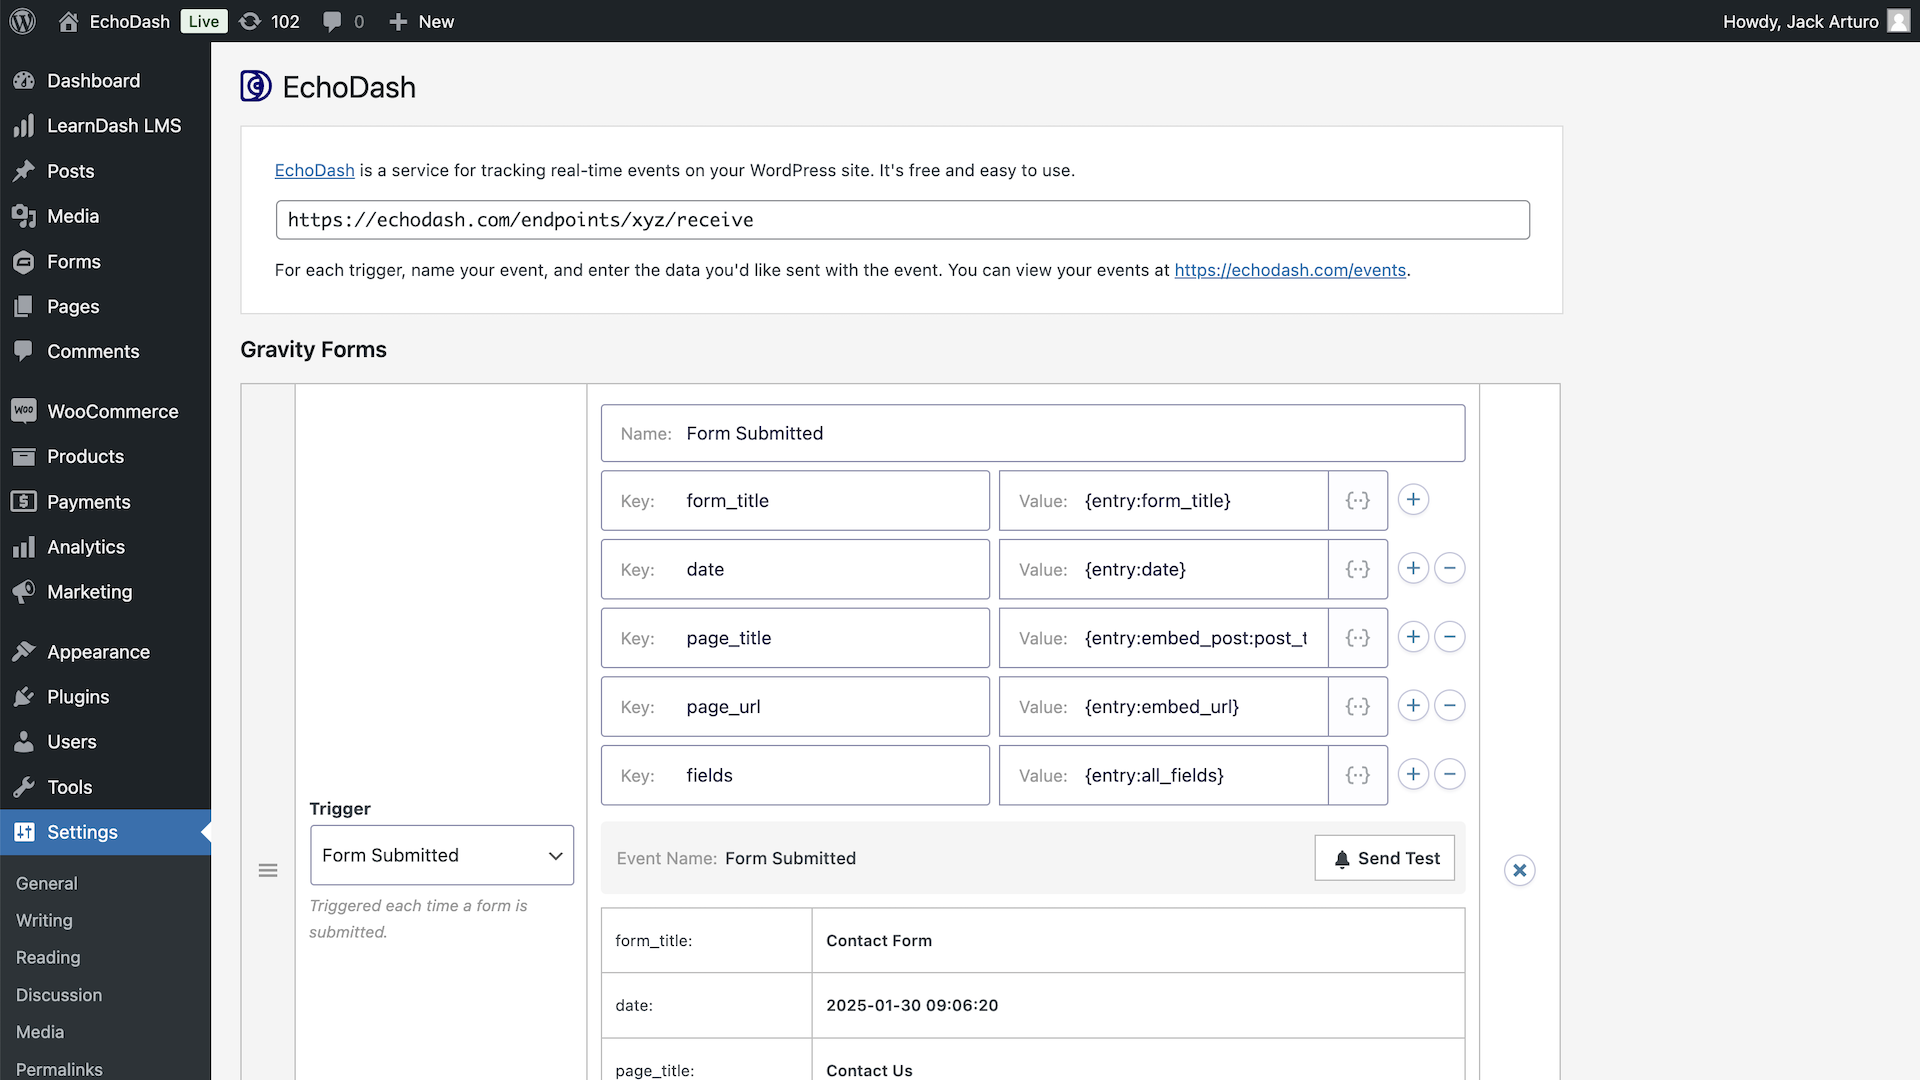 EchoDash Live 102 0 New
Howdy, Jack Arturo
Dashboard
LearnDash LMS
Posts
Media
Forms
Pages
Comments
WooCommerce
Products
Payments
Analytics
Marketing
Appearance
Plugins
Users
Tools
Settings
General
Writing
Reading
Discussion
Media
Permalinks
EchoDash
EchoDash is a service for tracking real-time events on your WordPress site. It's free and easy to use.
https://echodash.com/endpoints/xyz/receive
For each trigger, name your event, and enter the data you'd like sent with the event. You can view your events at https://echodash.com/events.
Gravity Forms
Trigger
Form Submitted
Triggered each time a form is
submitted.
Name: Form Submitted
Key: form_title Value: {entry:form_title}
Key: date Value: {entry:date}
Key: page_title Value: {entry:embed_post:post_t
Key: page_url Value: {entry:embed_url}
Key: fields Value: {entry:all_fields}
Event Name: Form Submitted Send Test
form_title: Contact Form
date: 2025-01-30 09:06:20
page_title: Contact Us